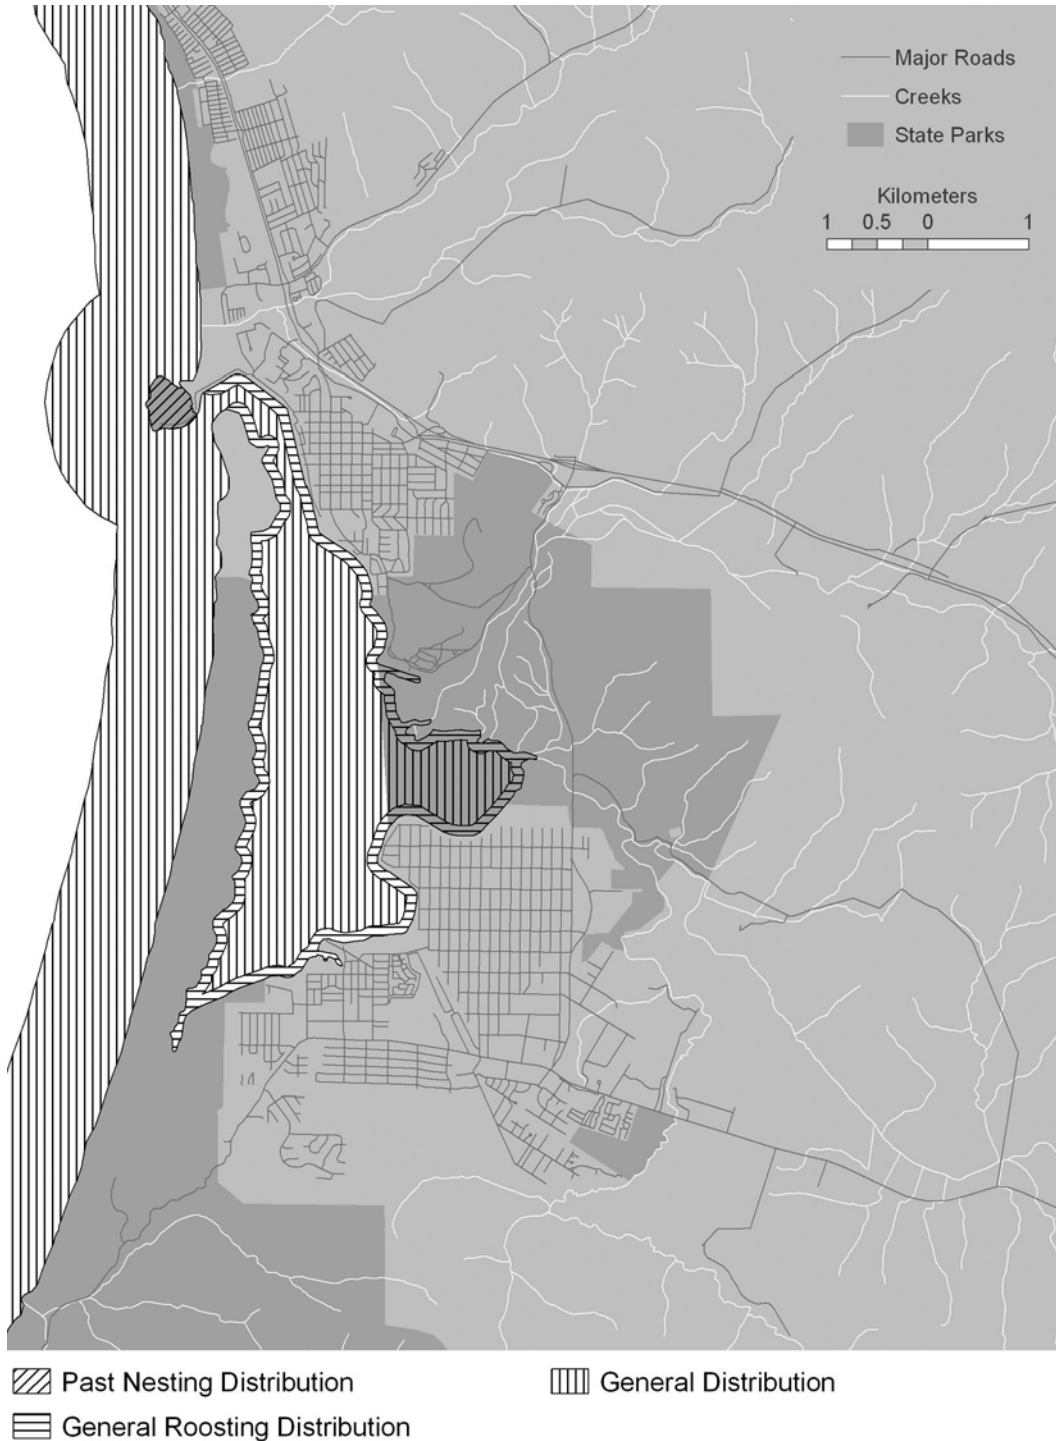 Major Roads
Creeks
State Parks
Kilometers
1 0.5 0 1
Past Nesting Distribution
General Distribution
General Roosting Distribution